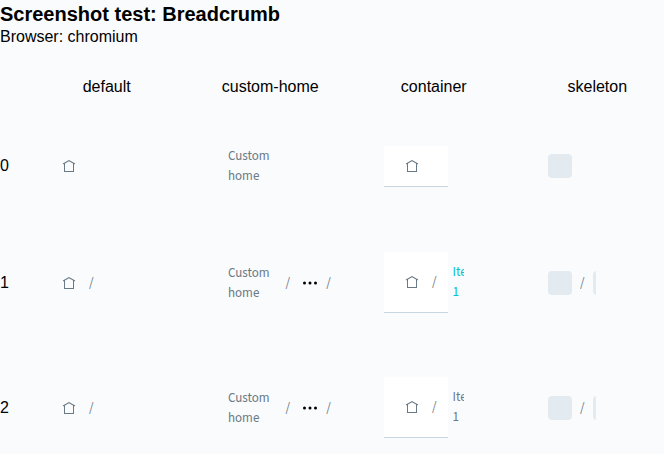 Screenshot test: Breadcrumb
Browser: chromium
default custom-home container skeleton
0
Custom
home
1
/
Custom
home
/ ••• /
/
Ite
1
/
2
/
Custom
home
/ ••• /
/
Ite
1
/